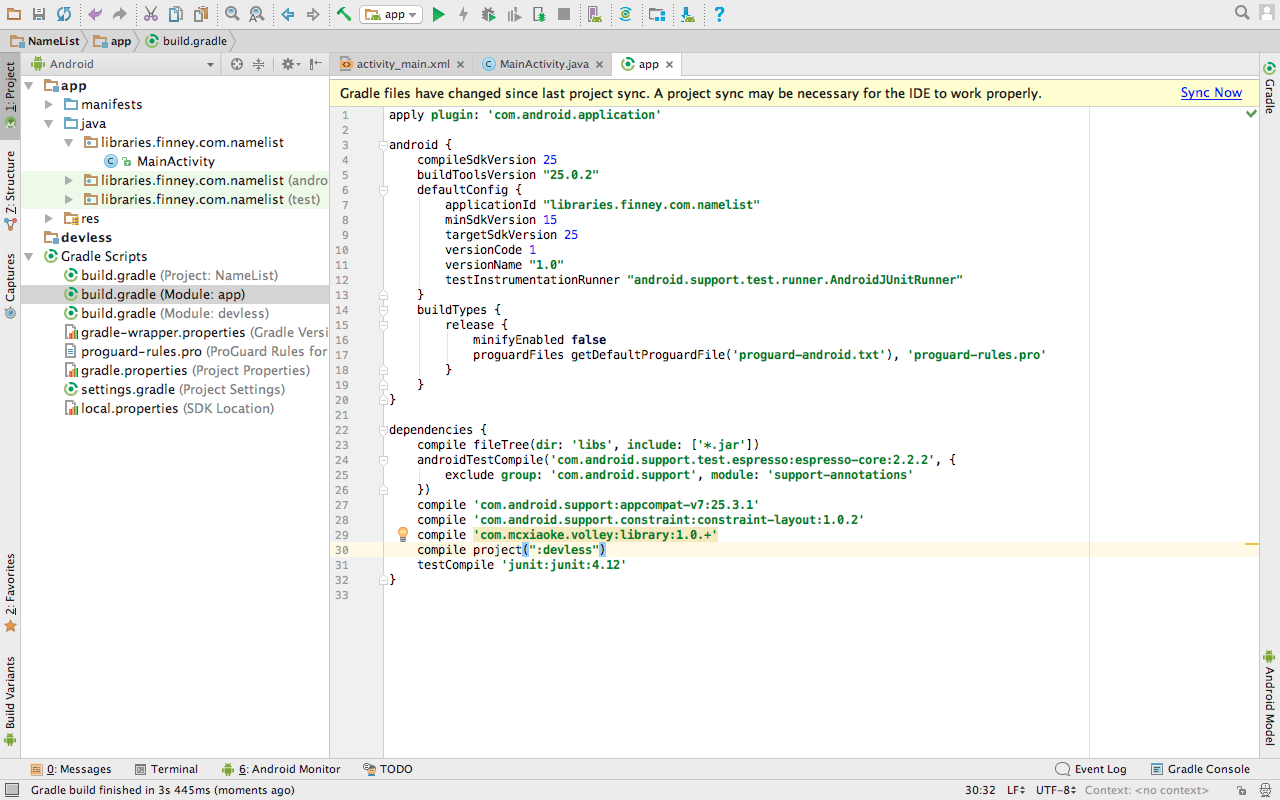 app
NameList
app
build.gradle
1: Project
Z: Structure
Captures
2: Favorites
Build Variants
Android
app
manifests
java
libraries.finney.com.namelist
MainActivity
libraries.finney.com.namelist (andro
libraries.finney.com.namelist (test)
res
devless
Gradle Scripts
build.gradle (Project: NameList)
build.gradle (Module: app)
build.gradle (Module: devless)
gradle-wrapper.properties (Gradle Versi
proguard-rules.pro (ProGuard Rules for
gradle.properties (Project Properties)
settings.gradle (Project Settings)
local.properties (SDK Location)
activity_main.xml
MainActivity.java
app
Gradle files have changed since last project sync. A project sync may be necessary for the IDE to work properly.
Sync Now
1 apply plugin: 'com.android.application'
2
3 android {
4 compileSdkVersion 25
5 buildToolsVersion "25.0.2"
6 defaultConfig {
7 applicationId "libraries.finney.com.namelist"
8 minSdkVersion 15
9 targetSdkVersion 25
10 versionCode 1
11 versionName "1.0"
12 testInstrumentationRunner "android.support.test.runner.AndroidJUnitRunner"
13 }
14 buildTypes {
15 release {
16 minifyEnabled false
17 proguardFiles getDefaultProguardFile('proguard-android.txt'), 'proguard-rules.pro'
18 }
19 }
20 }
21
22 dependencies {
23 compile fileTree(dir: 'libs', include: ['*.jar'])
24 androidTestCompile('com.android.support.test.espresso:espresso-core:2.2.2', {
25 exclude group: 'com.android.support', module: 'support-annotations'
26 })
27 compile 'com.android.support:appcompat-v7:25.3.1'
28 compile 'com.android.support.constraint:constraint-layout:1.0.2'
29 compile 'com.mcxiaoke.volley:library:1.0.+'
30 compile project(":devless")
31 testCompile 'junit:junit:4.12'
32 }
33
Gradle
Android Model
0: Messages
Terminal
6: Android Monitor
TODO
Event Log
Gradle Console
Gradle build finished in 3s 445ms (moments ago)
30:32
LF
UTF-8
Context: <no context>